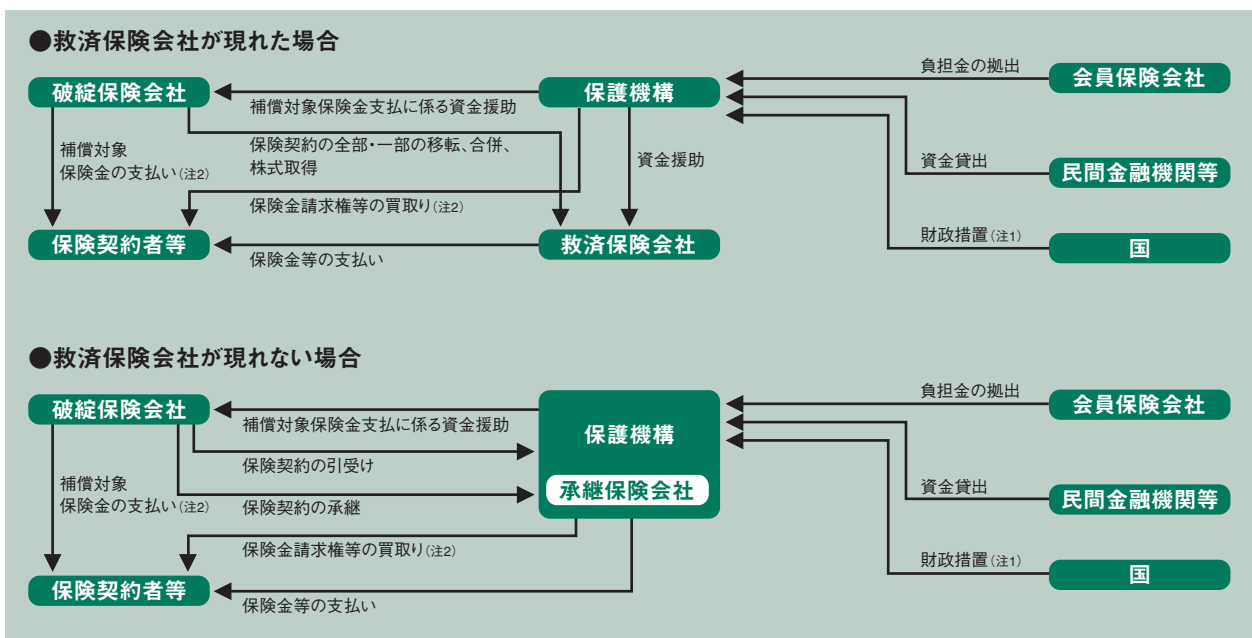 ●救済保険会社が現れた場合
破綻保険会社
補償対象保険金支払に係る資金援助
保護機構
負担金の拠出
会員保険会社
補償対象
保険金の支払い(注2)
保険契約の全部・一部の移転、合併、
株式取得
資金援助
資金貸出
民間金融機関等
保険金請求権等の買取り(注2)
保険契約者等
保険金等の支払い
救済保険会社
財政措置(注1)
国
●救済保険会社が現れない場合
破綻保険会社
補償対象保険金支払に係る資金援助
保護機構
負担金の拠出
会員保険会社
保険契約の引受け
補償対象
保険金の支払い(注2)
保険契約の承継
承継保険会社
資金貸出
民間金融機関等
保険金請求権等の買取り(注2)
保険契約者等
保険金等の支払い
財政措置(注1)
国